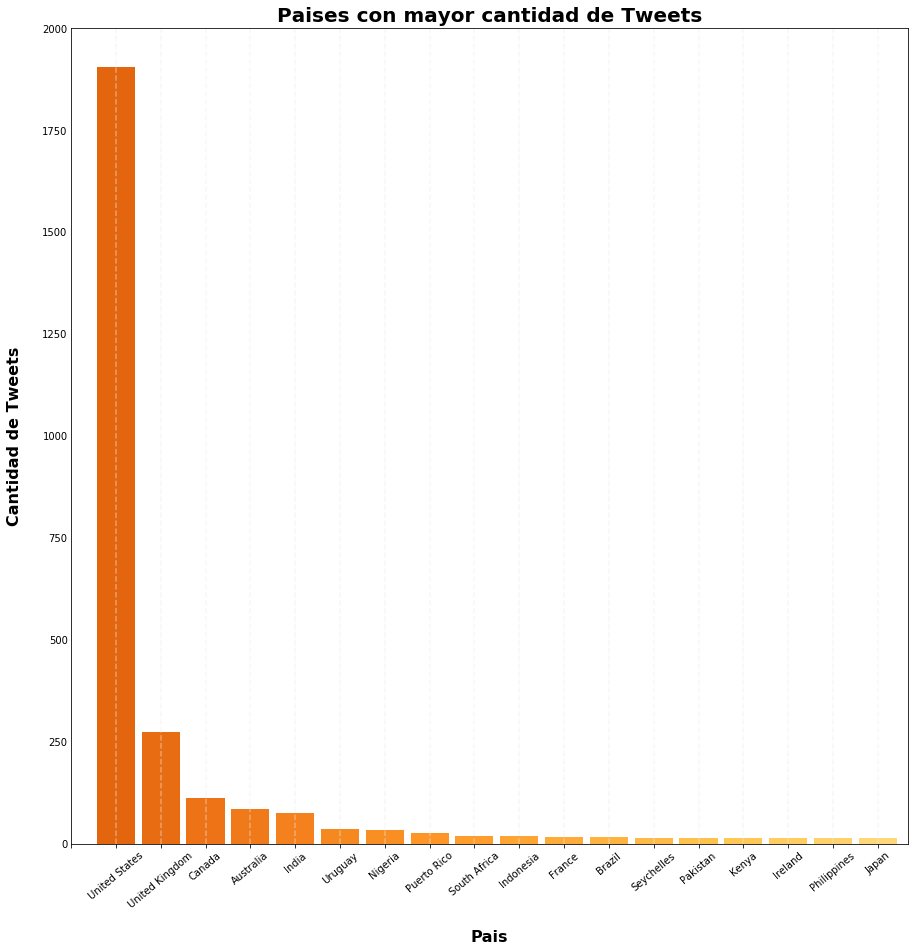 Paises con mayor cantidad de Tweets
Cantidad de Tweets
2000
1750
1500
1250
1000
750
500
250
0
United States
United Kingdom
Canada
Australia
India
Uruguay
Nigeria
Puerto Rico
South Africa
Indonesia
France
Brazil
Seychelles
Pakistan
Kenya
Ireland
Philippines
Japan
Pais